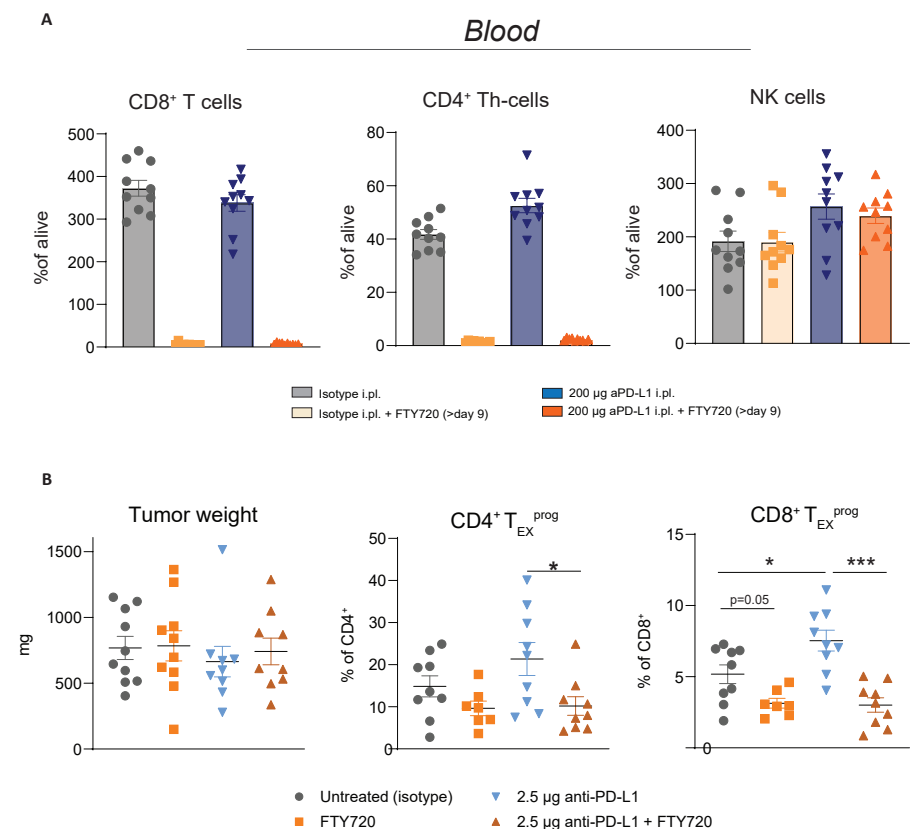 A
Blood
CD8⁺ T cells
CD4⁺ Th-cells
NK cells
%of alive
500
400
300
200
100
0
%of alive
80
60
40
20
0
%of alive
400
300
200
100
0
Isotype i.pl.
200 µg aPD-L1 i.pl.
Isotype i.pl. + FTY720 (>day 9)
200 µg aPD-L1 i.pl. + FTY720 (>day 9)
B
Tumor weight
CD4⁺ T_EX^prog
CD8⁺ T_EX^prog
mg
1500
1000
500
0
% of CD4⁺
50
40
30
20
10
0
*
% of CD8⁺
15
10
5
0
*
***
p=0.05
Untreated (isotype)
2.5 µg anti-PD-L1
FTY720
2.5 µg anti-PD-L1 + FTY720